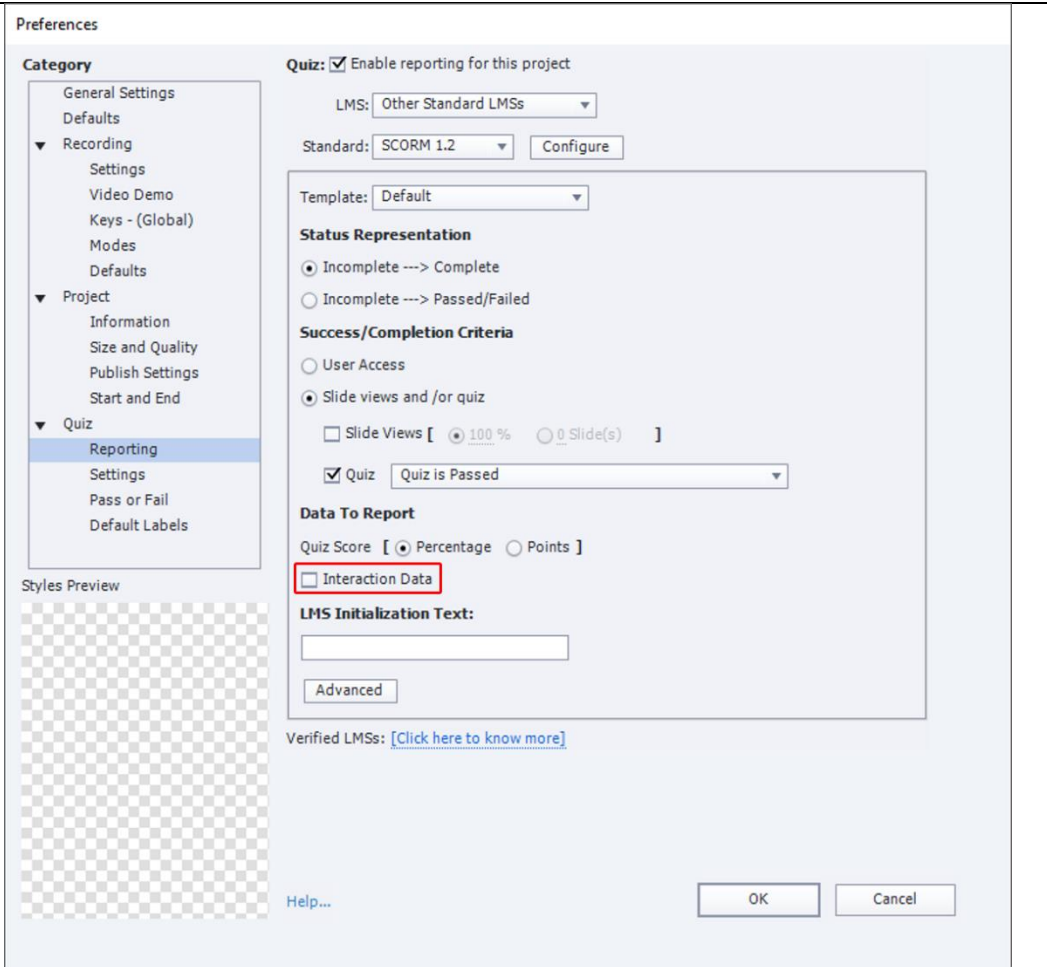 Preferences
Category
General Settings
Defaults
Recording
Settings
Video Demo
Keys - (Global)
Modes
Defaults
Project
Information
Size and Quality
Publish Settings
Start and End
Quiz
Reporting
Settings
Pass or Fail
Default Labels
Styles Preview
Quiz: Enable reporting for this project
LMS: Other Standard LMSs
Standard: SCORM 1.2 Configure
Template: Default
Status Representation
Incomplete ---> Complete
Incomplete ---> Passed/Failed
Success/Completion Criteria
User Access
Slide views and /or quiz
Slide Views [ 100 % 0 Slide(s) ]
Quiz Quiz is Passed
Data To Report
Quiz Score [ Percentage Points ]
Interaction Data
LMS Initialization Text:
Advanced
Verified LMSs: [Click here to know more]
Help... OK Cancel